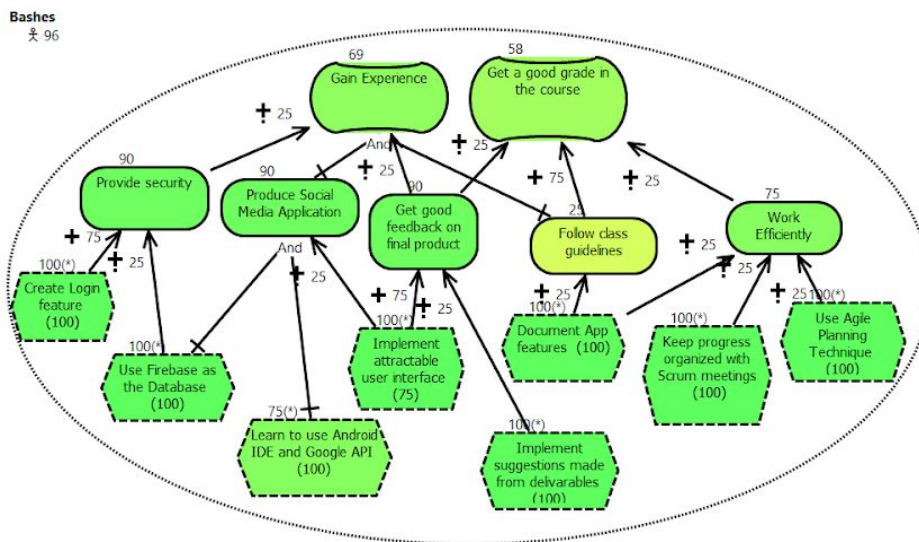 Bashes
96
69
Gain Experience
58
Get a good grade in
the course
25
And
25
25
75
25
25
90
Provide security
90
Produce Social
Media Application
90
Get good
feedback on
final product
25
Follow class
guidelines
75
Work
Efficiently
And
75
25
25
75
25
25
25
25
25
100(*)
Create Login
feature
(100)
100(*)
Use Firebase as
the Database
(100)
75(*)
Learn to use Android
IDE and Google API
(100)
100(*)
Implement
attractable
user interface
(75)
100(*)
Implement
suggestions made
from delivarables
(100)
100(*)
Document App
features (100)
100(*)
Keep progress
organized with
Scrum meetings
(100)
100(*)
Use Agile
Planning
Technique
(100)